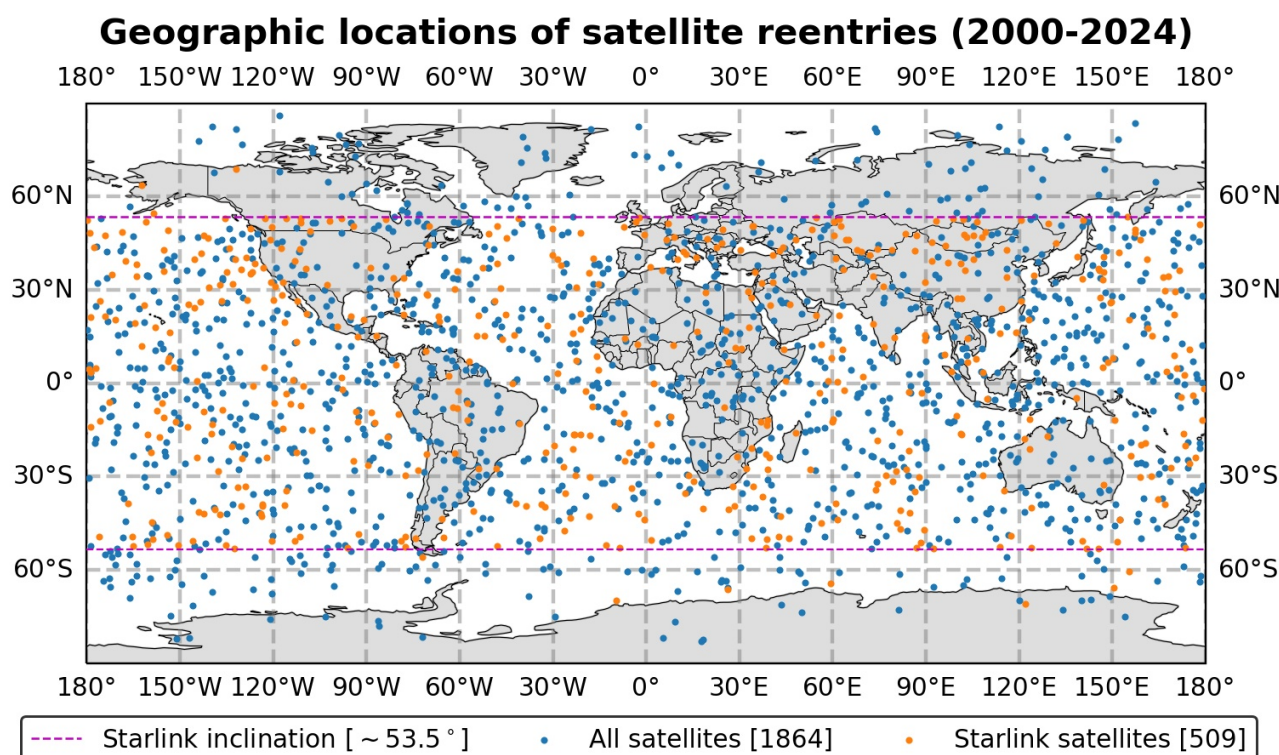 Geographic locations of satellite reentries (2000-2024)
180° 150°W 120°W 90°W 60°W 30°W 0° 30°E 60°E 90°E 120°E 150°E 180°
60°N 60°N
30°N 30°N
0° 0°
30°S 30°S
60°S 60°S
180° 150°W 120°W 90°W 60°W 30°W 0° 30°E 60°E 90°E 120°E 150°E 180°
Starlink inclination [∼53.5°] All satellites [1864] Starlink satellites [509]